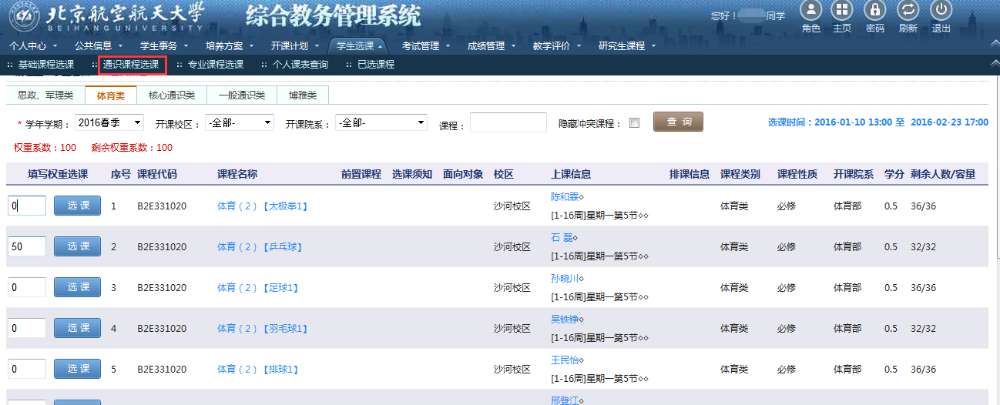 北京航空航天大学 综合教务管理系统 您好！ 同学 角色 主页 密码 刷新 退出
BEIHANG UNIVERSITY
个人中心 公共信息 学生事务 培养方案 开课计划 学生选课 考试管理 成绩管理 教学评价 研究生课程
基础课程选课 通识课程选课 专业课程选课 个人课表查询 已选课程
思政、军理类 体育类 核心通识类 一般通识类 博雅类
* 学年学期： 2016春季 开课校区： -全部- 开课院系： -全部- 课程： 隐藏冲突课程： 查 询 选课时间：2016-01-10 13:00 至 2016-02-23 17:00
权重系数：100 剩余权重系数：100
填写权重选课 序号 课程代码 课程名称 前置课程 选课须知 面向对象 校区 上课信息 排课信息 课程类别 课程性质 开课院系 学分 剩余人数/容量
0 选 课 1 B2E331020 体育（2）【太极拳1】 沙河校区 陈和霖◇ 体育类 必修 体育部 0.5 36/36
[1-16周]星期一第5节◇◇
50 选 课 2 B2E331020 体育（2）【乒乓球】 沙河校区 石 磊◇ 体育类 必修 体育部 0.5 32/32
[1-16周]星期一第5节◇◇
0 选 课 3 B2E331020 体育（2）【足球1】 沙河校区 孙晓川◇ 体育类 必修 体育部 0.5 36/36
[1-16周]星期一第5节◇◇
0 选 课 4 B2E331020 体育（2）【羽毛球1】 沙河校区 吴铁铮◇ 体育类 必修 体育部 0.5 32/32
[1-16周]星期一第5节◇◇
0 选 课 5 B2E331020 体育（2）【排球1】 沙河校区 王民怡◇ 体育类 必修 体育部 0.5 36/36
[1-16周]星期一第5节◇◇
邢登江◇